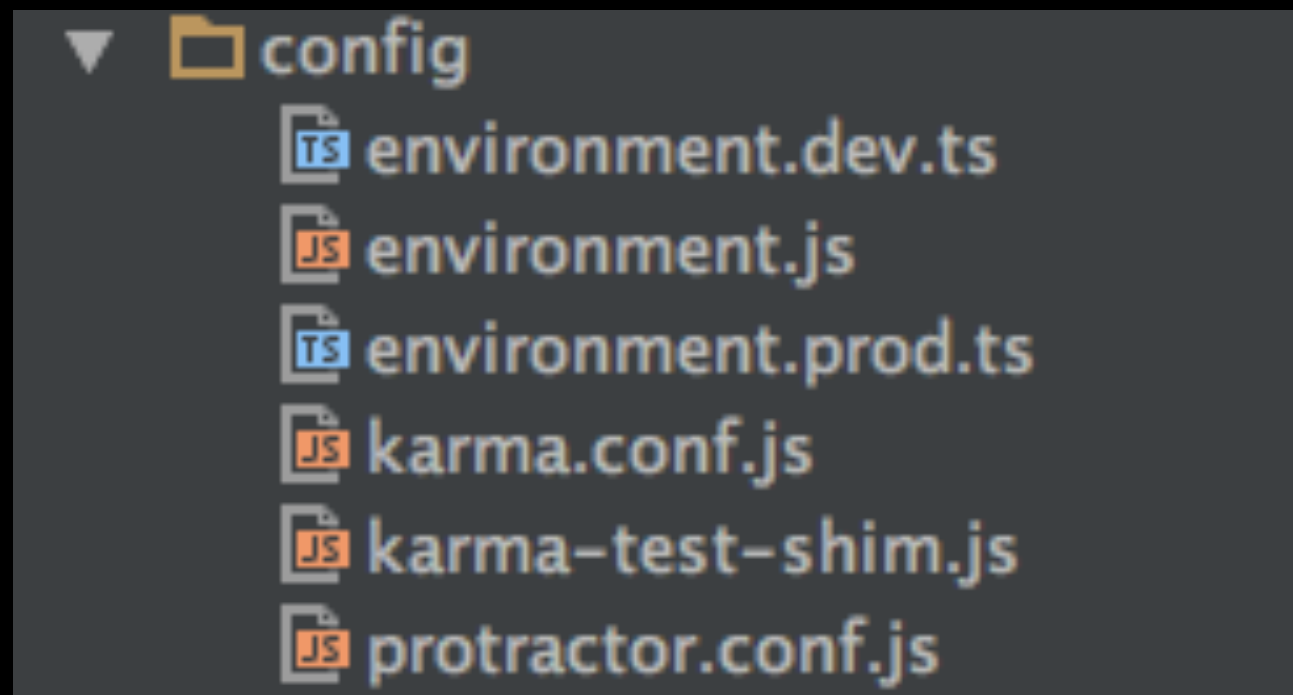 config
TS environment.dev.ts
JS environment.js
TS environment.prod.ts
JS karma.conf.js
JS karma-test-shim.js
JS protractor.conf.js